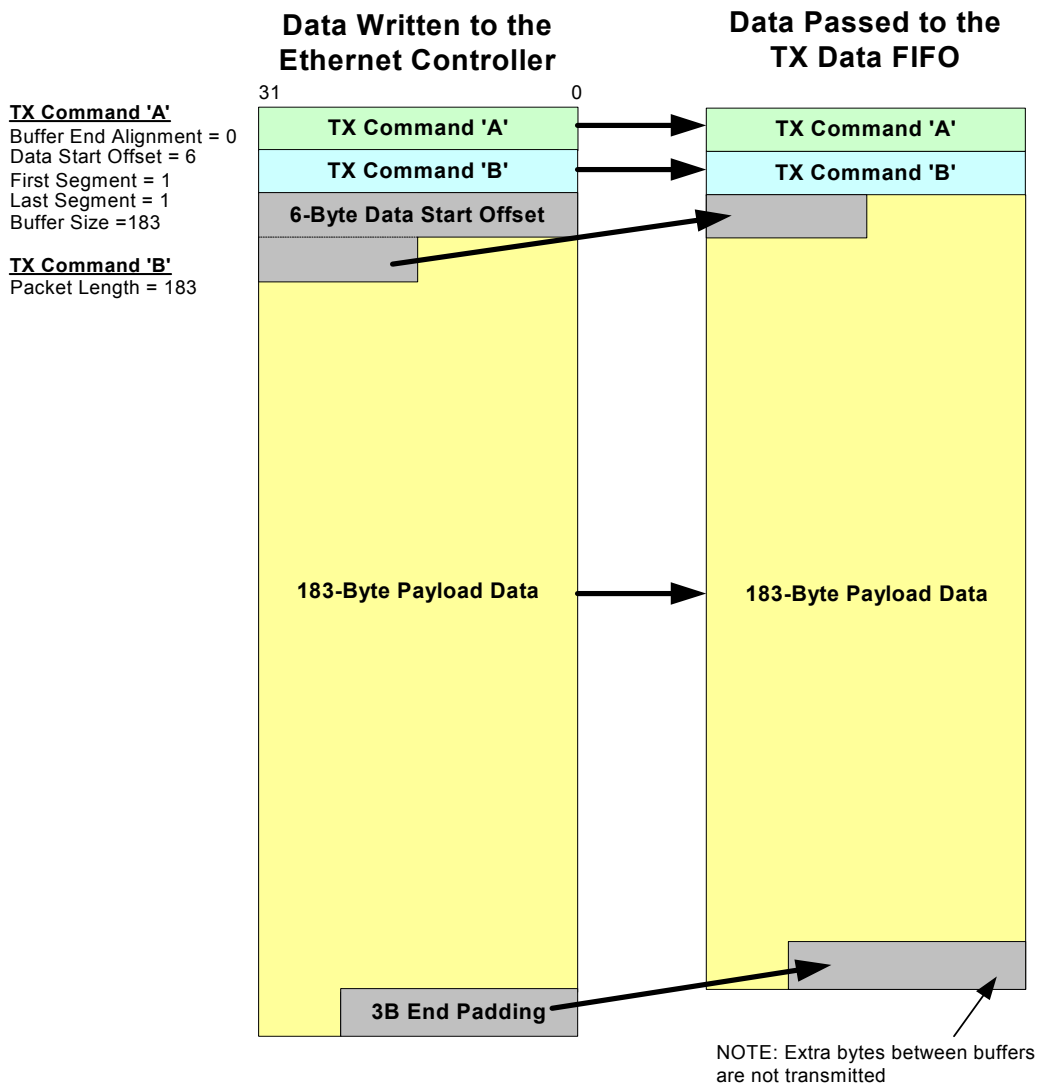 Data Written to the
Ethernet Controller
Data Passed to the
TX Data FIFO
31
0
TX Command 'A'
Buffer End Alignment = 0
Data Start Offset = 6
First Segment = 1
Last Segment = 1
Buffer Size =183
TX Command 'B'
Packet Length = 183
TX Command 'A'
TX Command 'B'
6-Byte Data Start Offset
183-Byte Payload Data
3B End Padding
TX Command 'A'
TX Command 'B'
183-Byte Payload Data
NOTE: Extra bytes between buffers
are not transmitted